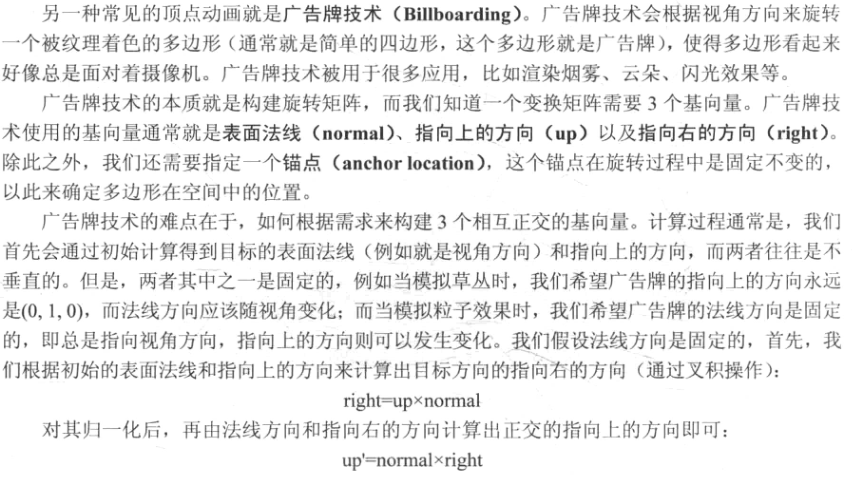 另一种常见的顶点动画就是广告牌技术（Billboarding）。广告牌技术会根据视角方向来旋转
一个被纹理着色的多边形（通常就是简单的四边形，这个多边形就是广告牌），使得多边形看起来
好像总是面对着摄像机。广告牌技术被用于很多应用，比如渲染烟雾、云朵、闪光效果等。
广告牌技术的本质就是构建旋转矩阵，而我们知道一个变换矩阵需要 3 个基向量。广告牌技
术使用的基向量通常就是表面法线（normal）、指向上的方向（up）以及指向右的方向（right）。
除此之外，我们还需要指定一个锚点（anchor location），这个锚点在旋转过程中是固定不变的，
以此来确定多边形在空间中的位置。
广告牌技术的难点在于，如何根据需求来构建 3 个相互正交的基向量。计算过程通常是，我们
首先会通过初始计算得到目标的表面法线（例如就是视角方向）和指向上的方向，而两者往往是不
垂直的。但是，两者其中之一是固定的，例如当模拟草丛时，我们希望广告牌的指向上的方向永远
是(0, 1, 0)，而法线方向应该随视角变化；而当模拟粒子效果时，我们希望广告牌的法线方向是固定
的，即总是指向视角方向，指向上的方向则可以发生变化。我们假设法线方向是固定的，首先，我
们根据初始的表面法线和指向上的方向来计算出目标方向的指向右的方向（通过叉积操作）：
right=up×normal
对其归一化后，再由法线方向和指向右的方向计算出正交的指向上的方向即可：
up'=normal×right